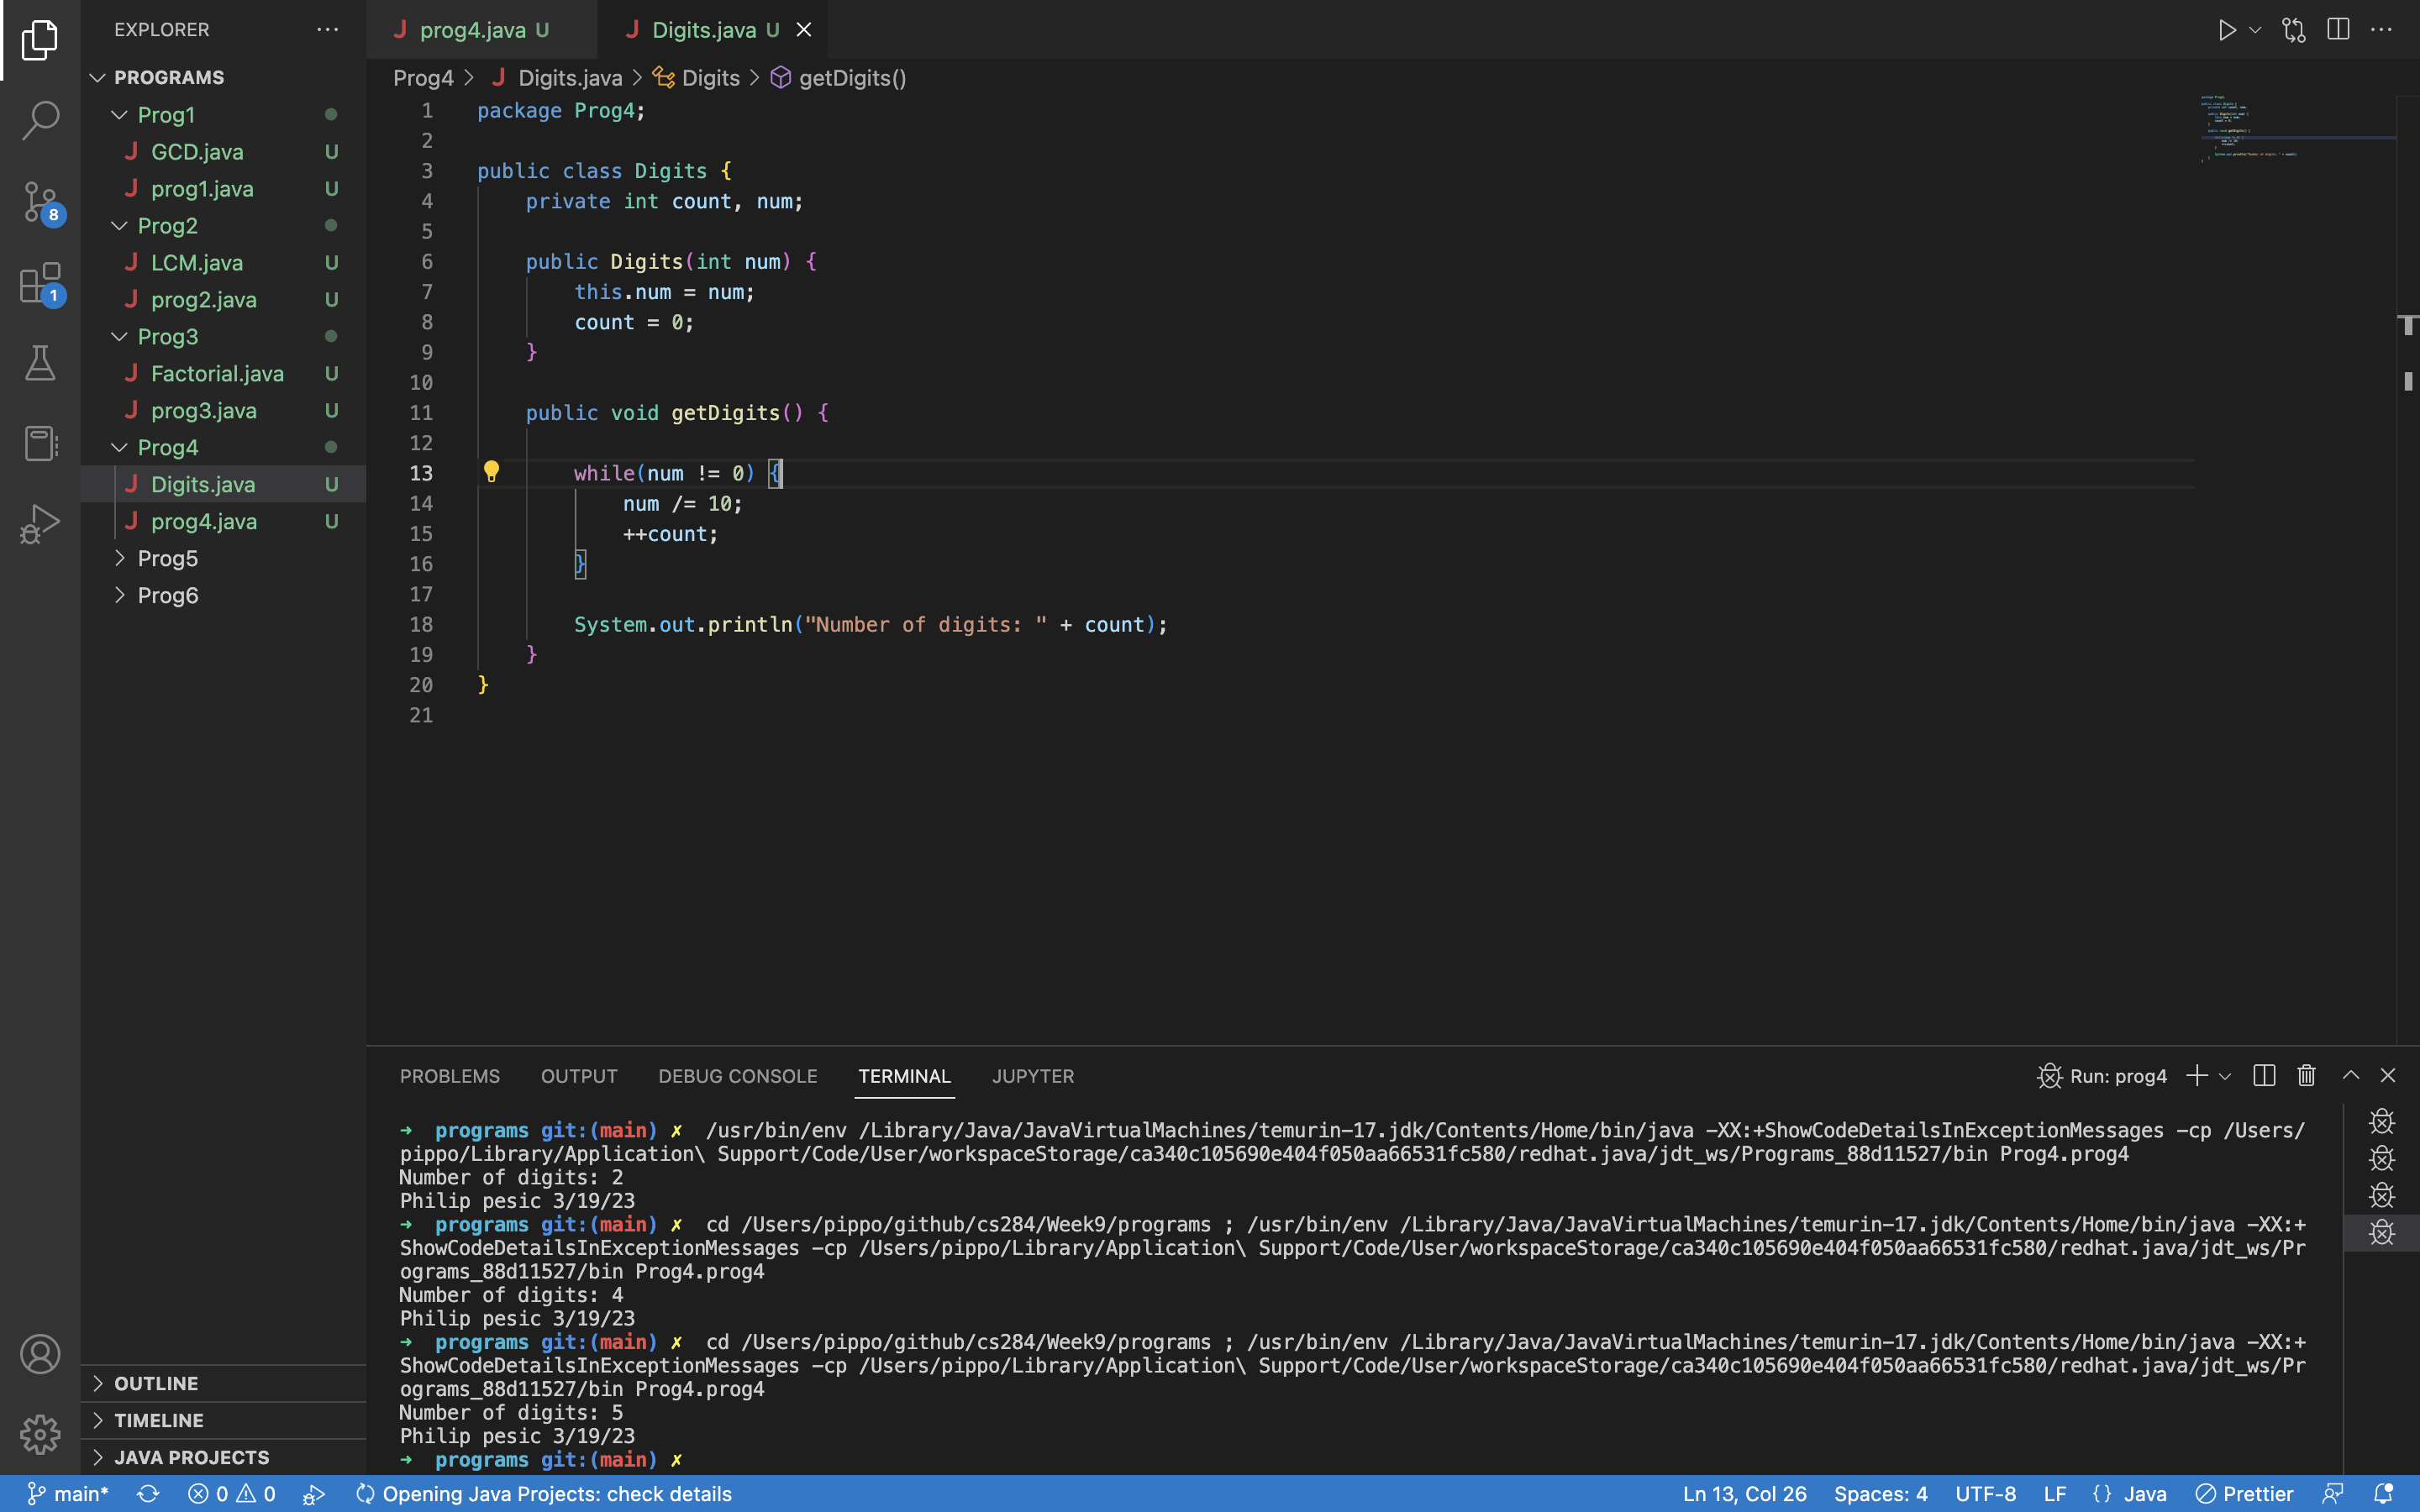 EXPLORER
PROGRAMS
Prog1
J GCD.java U
J prog1.java U
Prog2
J LCM.java U
J prog2.java U
Prog3
J Factorial.java U
J prog3.java U
Prog4
J Digits.java U
J prog4.java U
Prog5
Prog6
OUTLINE
TIMELINE
JAVA PROJECTS
8
1
J prog4.java U
J Digits.java U
Prog4 > J Digits.java > Digits > getDigits()
1 package Prog4;
2
3 public class Digits {
4 private int count, num;
5
6 public Digits(int num) {
7 this.num = num;
8 count = 0;
9 }
10
11 public void getDigits() {
12
13 while(num != 0) {
14 num /= 10;
15 ++count;
16 }
17
18 System.out.println("Number of digits: " + count);
19 }
20 }
21
PROBLEMS OUTPUT DEBUG CONSOLE TERMINAL JUPYTER
Run: prog4
➜ programs git:(main) ✗ /usr/bin/env /Library/Java/JavaVirtualMachines/temurin-17.jdk/Contents/Home/bin/java -XX:+ShowCodeDetailsInExceptionMessages -cp /Users/
pippo/Library/Application\ Support/Code/User/workspaceStorage/ca340c105690e404f050aa66531fc580/redhat.java/jdt_ws/Programs_88d11527/bin Prog4.prog4
Number of digits: 2
Philip pesic 3/19/23
➜ programs git:(main) ✗ cd /Users/pippo/github/cs284/Week9/programs ; /usr/bin/env /Library/Java/JavaVirtualMachines/temurin-17.jdk/Contents/Home/bin/java -XX:+
ShowCodeDetailsInExceptionMessages -cp /Users/pippo/Library/Application\ Support/Code/User/workspaceStorage/ca340c105690e404f050aa66531fc580/redhat.java/jdt_ws/Pr
ograms_88d11527/bin Prog4.prog4
Number of digits: 4
Philip pesic 3/19/23
➜ programs git:(main) ✗ cd /Users/pippo/github/cs284/Week9/programs ; /usr/bin/env /Library/Java/JavaVirtualMachines/temurin-17.jdk/Contents/Home/bin/java -XX:+
ShowCodeDetailsInExceptionMessages -cp /Users/pippo/Library/Application\ Support/Code/User/workspaceStorage/ca340c105690e404f050aa66531fc580/redhat.java/jdt_ws/Pr
ograms_88d11527/bin Prog4.prog4
Number of digits: 5
Philip pesic 3/19/23
➜ programs git:(main) ✗
main* 0 0 Opening Java Projects: check details Ln 13, Col 26 Spaces: 4 UTF-8 LF {} Java Prettier